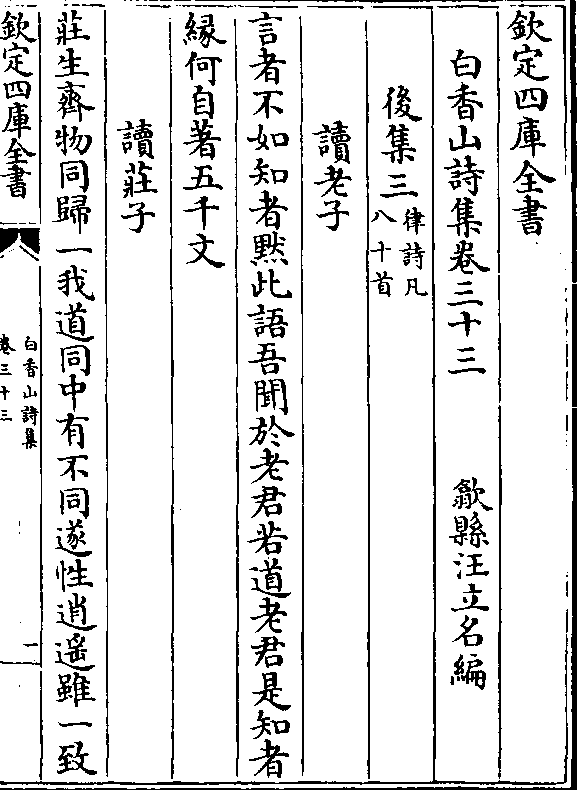 欽定四庫全書
白香山詩集卷三十三　　歙縣汪立名編
後集三律詩凡八十首
讀老子
言者不如知者黙此語吾聞於老君若道老君是知者
緣何自著五千文
讀莊子
莊生齊物同歸一我道同中有不同遂性逍遥雖一致
欽定四庫全書
白香山詩集
卷三十三
一